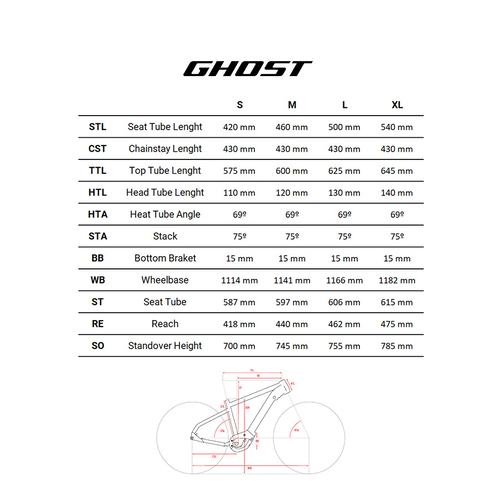 GHOST
S M L XL
STL Seat Tube Lenght 420 mm 460 mm 500 mm 540 mm
CST Chainstay Lenght 430 mm 430 mm 430 mm 430 mm
TTL Top Tube Lenght 575 mm 600 mm 625 mm 645 mm
HTL Head Tube Lenght 110 mm 120 mm 130 mm 140 mm
HTA Heat Tube Angle 69º 69º 69º 69º
STA Stack 75º 75º 75º 75º
BB Bottom Braket 15 mm 15 mm 15 mm 15 mm
WB Wheelbase 1114 mm 1141 mm 1166 mm 1182 mm
ST Seat Tube 587 mm 597 mm 606 mm 615 mm
RE Reach 418 mm 440 mm 462 mm 475 mm
SO Standover Height 700 mm 745 mm 755 mm 785 mm